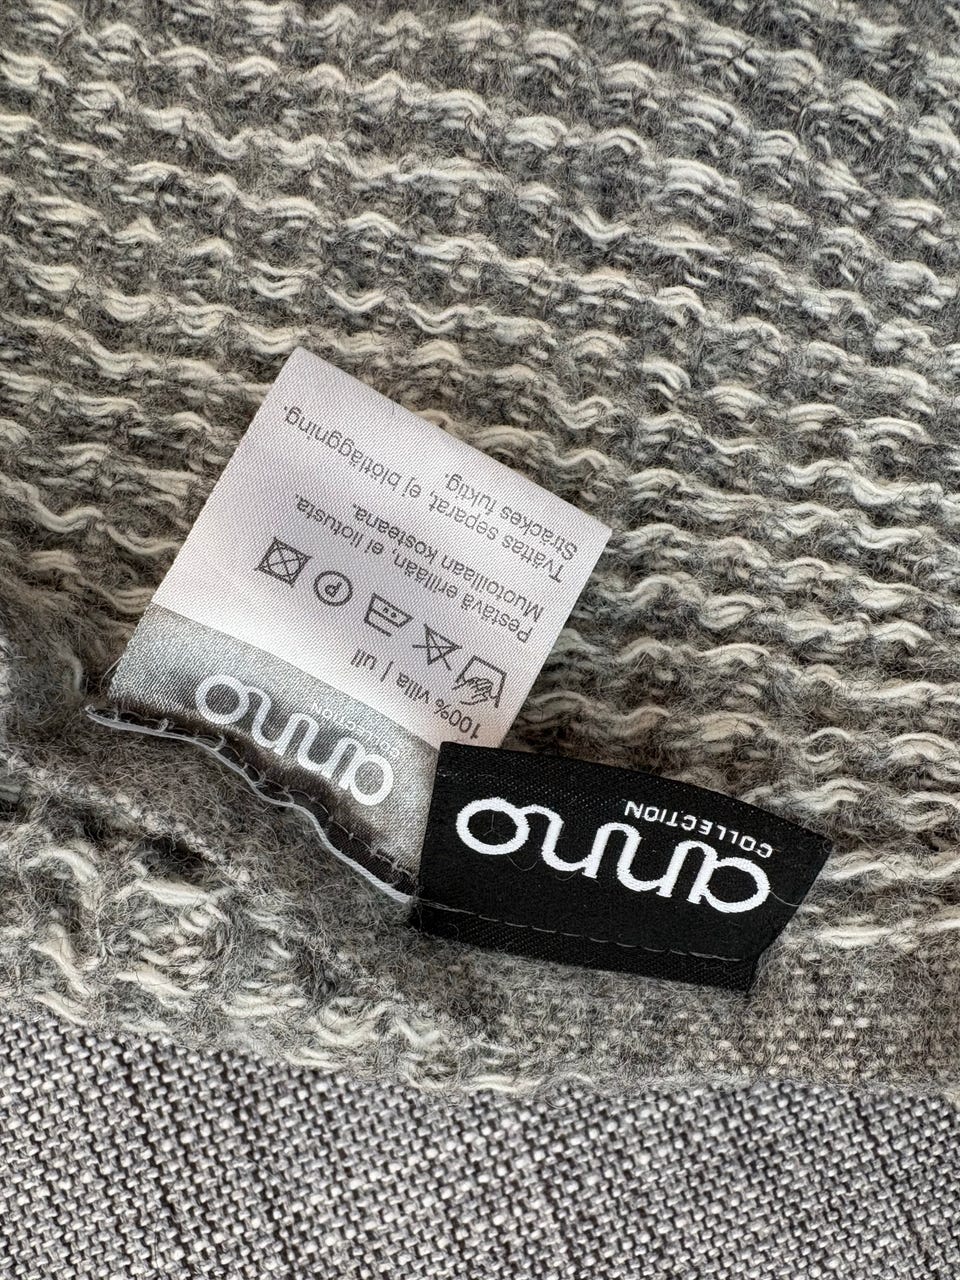 anno
COLLECTION
100% villa | ull
Pestävä erillään, ei liotusta.
Muotoillaan kosteana.
Tvättas separat, ej blötläggning.
Sträckes fuktig.
anno
COLLECTION